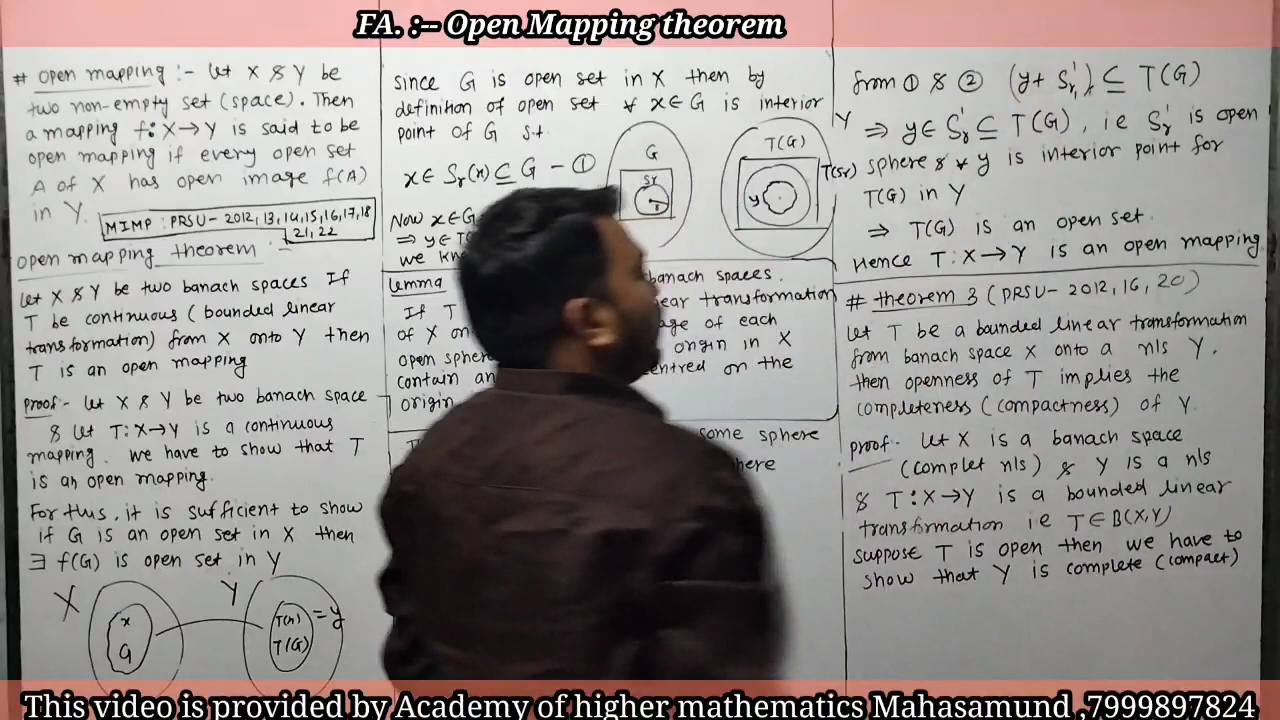 FA. :-- Open Mapping theorem
# open mapping :- let X & Y be
two non-empty set (space). Then
a mapping f: X→Y is said to be
open mapping if every open set
A of X has open image f(A)
in Y.
MIMP : PRSU - 2012, 13, 14, 15, 16, 17, 18
21, 22
open mapping theorem :-
let X & Y be two banach spaces If
T be continuous (bounded linear
transformation) from X onto Y then
T is an open mapping
proof - let X & Y be two banach space
& let T: X→Y is a continuous
mapping. we have to show that T
is an open mapping.
For this, it is sufficient to show
if G is an open set in X then
∃ f(G) is open set in Y
X
Y
x
G
T(x) = y
T(G)
Since G is open set in X then by
definition of open set ∀ x∈G is interior
point of G s.t.
x∈ Sr(x) ⊆ G - ①
G
Sr
Y
T(G)
T(Sr)
y
Now x∈G
⇒ y∈
we
Lemma
banach spaces.
If T
transformation
of X
of each
open
origin in X
contain
on the
origin
some sphere
from ① & ② (y + S'r₁) ⊆ T(G)
⇒ y∈ S'r ⊆ T(G), ie S'r is open
sphere & ∀ y is interior point for
T(G) in Y
⇒ T(G) is an open set.
Hence T: X→Y is an open mapping
# theorem 3 (PRSU- 2012, 16, 20)
let T be a bounded linear transformation
from banach space X onto a nls Y.
then openness of T implies the
completeness (compactness) of Y.
proof- let X is a banach space
(complet nls) & Y is a nls
& T: X→Y is a bounded linear
transformation ie T∈B(X,Y)
suppose T is open then we have to
show that Y is complete (compact)
This video is provided by Academy of higher mathematics Mahasamund ,7999897824